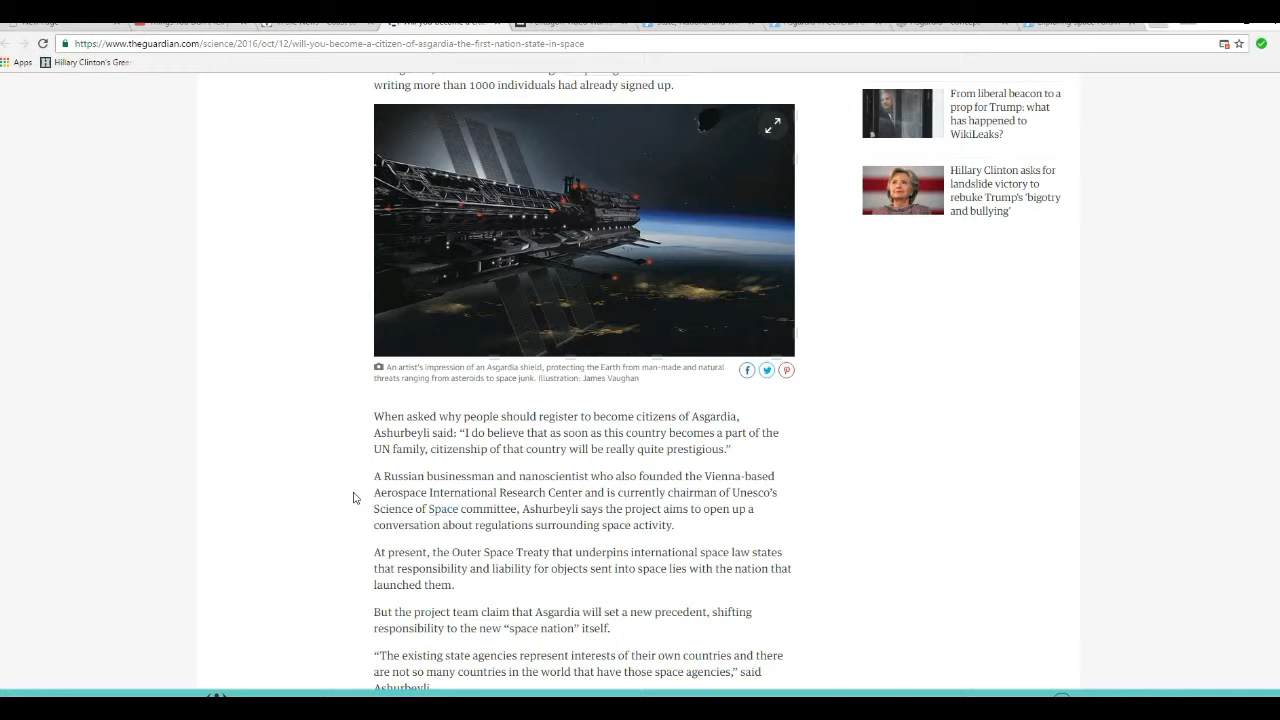 https://www.theguardian.com/science/2016/oct/12/will-you-become-a-citizen-of-asgardia-the-first-nation-state-in-space
Apps
Hillary Clinton's Gree
writing more than 1000 individuals had already signed up.
An artist's impression of an Asgardia shield, protecting the Earth from man-made and natural
threats ranging from asteroids to space junk. Illustration: James Vaughan
When asked why people should register to become citizens of Asgardia,
Ashurbeyli said: “I do believe that as soon as this country becomes a part of the
UN family, citizenship of that country will be really quite prestigious.”
A Russian businessman and nanoscientist who also founded the Vienna-based
Aerospace International Research Center and is currently chairman of Unesco’s
Science of Space committee, Ashurbeyli says the project aims to open up a
conversation about regulations surrounding space activity.
At present, the Outer Space Treaty that underpins international space law states
that responsibility and liability for objects sent into space lies with the nation that
launched them.
But the project team claim that Asgardia will set a new precedent, shifting
responsibility to the new “space nation” itself.
“The existing state agencies represent interests of their own countries and there
are not so many countries in the world that have those space agencies,” said
Ashurbeyli
From liberal beacon to a
prop for Trump: what
has happened to
WikiLeaks?
Hillary Clinton asks for
landslide victory to
rebuke Trump's 'bigotry
and bullying'